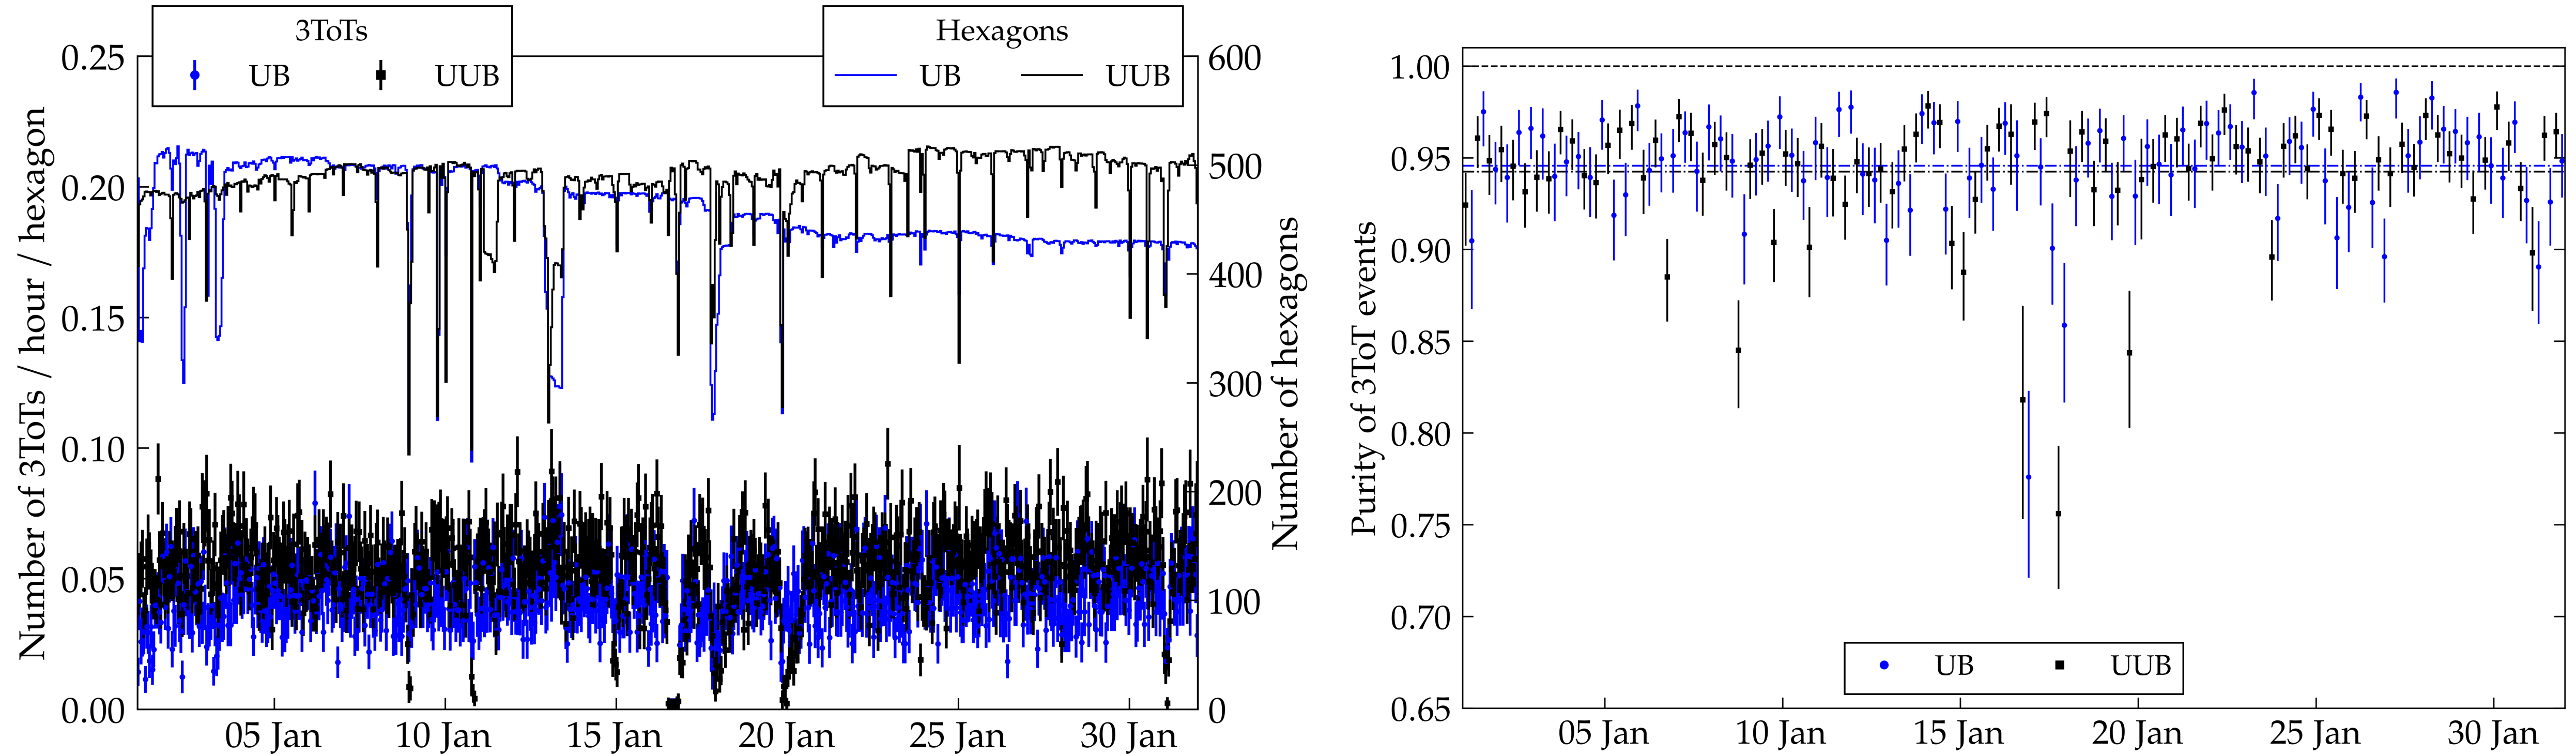 3ToTs
UB UUB
Hexagons
UB UUB
Number of 3ToTs / hour / hexagon
0.25
0.20
0.15
0.10
0.05
0.00
600
500
400
300
200
100
0
Number of hexagons
05 Jan 10 Jan 15 Jan 20 Jan 25 Jan 30 Jan
Purity of 3ToT events
1.00
0.95
0.90
0.85
0.80
0.75
0.70
0.65
UB UUB
05 Jan 10 Jan 15 Jan 20 Jan 25 Jan 30 Jan